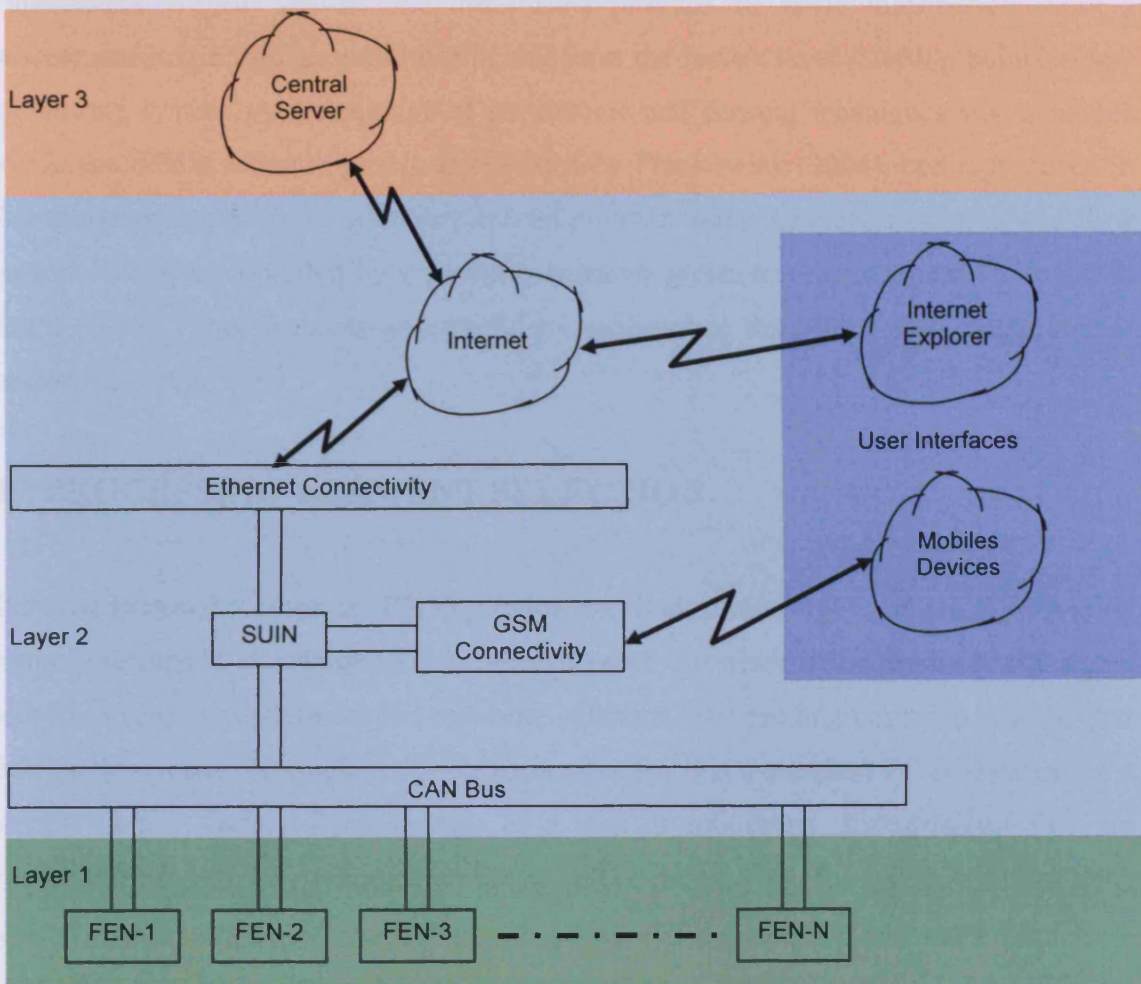 Layer 3
Central
Server
Internet
Internet
Explorer
User Interfaces
Ethernet Connectivity
Mobiles
Devices
Layer 2
SUIN
GSM
Connectivity
CAN Bus
Layer 1
FEN-1
FEN-2
FEN-3
FEN-N